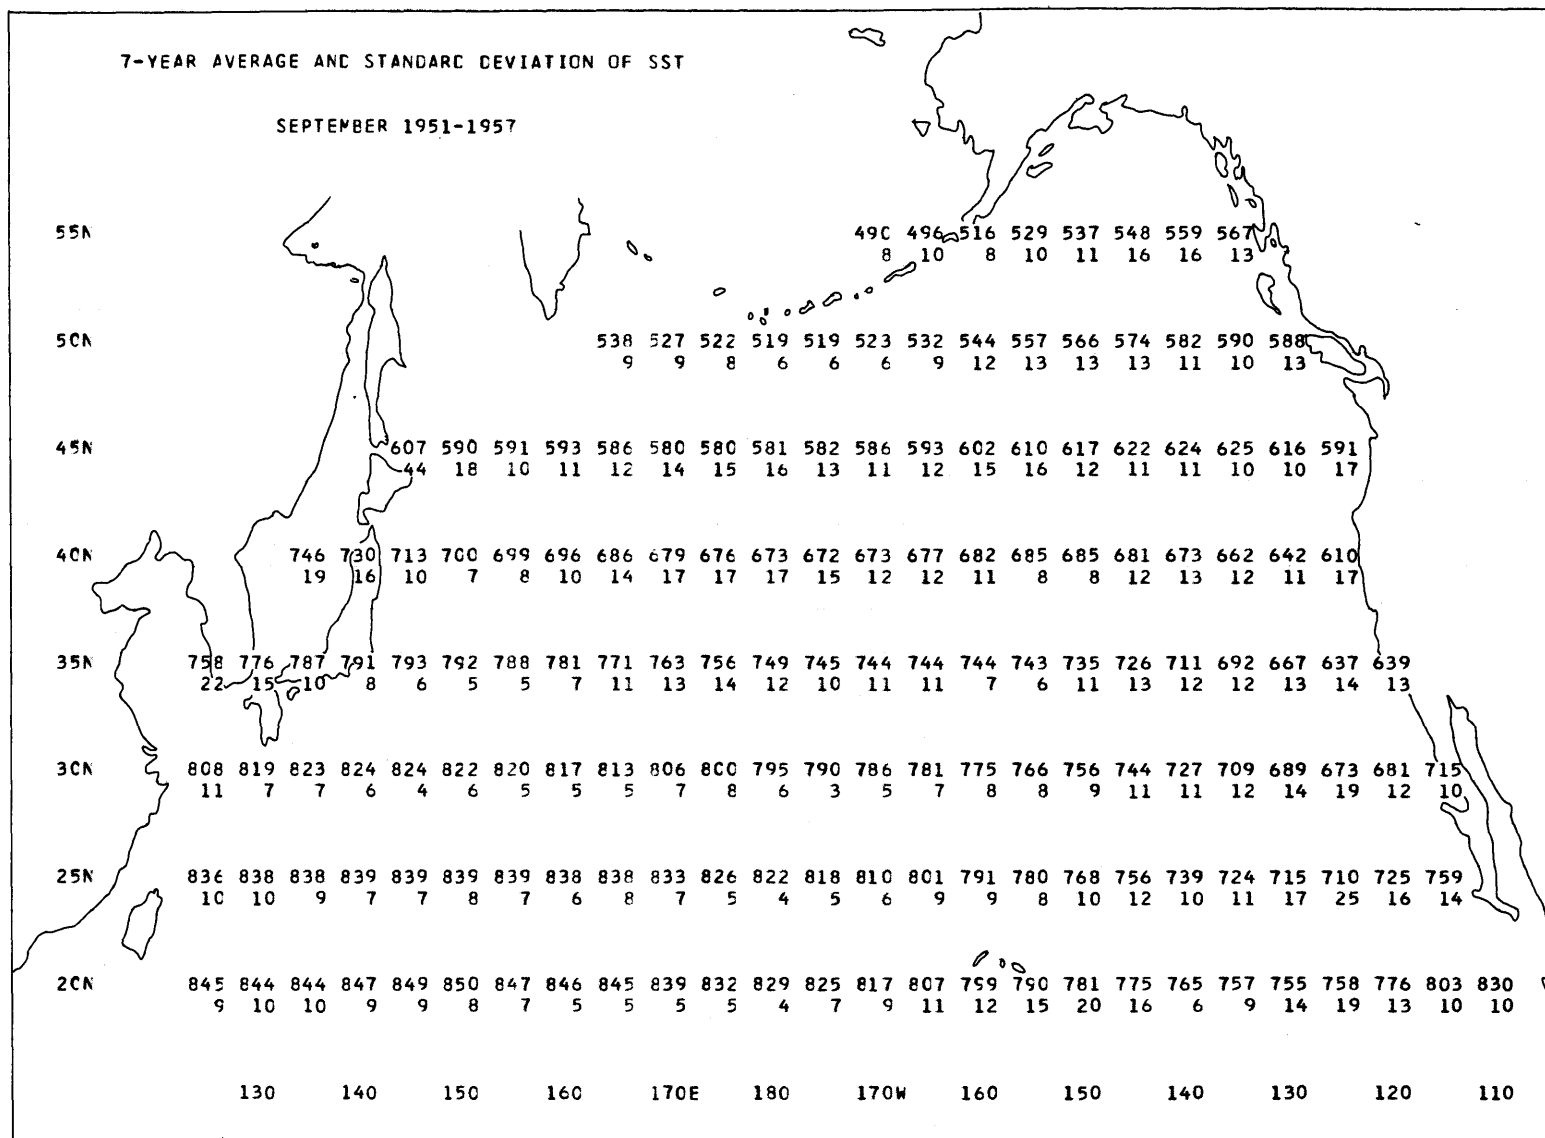 7-YEAR AVERAGE ANC STANCARC CEVIATION OF SST
SEPTEMBER 1951-1957
55N 49C 496 516 529 537 548 559 567
8 10 8 10 11 16 16 13
5CN 538 527 522 519 519 523 532 544 557 566 574 582 590 588
9 9 8 6 6 6 9 12 13 13 13 11 10 13
45N 607 590 591 593 586 580 580 581 582 586 593 602 610 617 622 624 625 616 591
44 18 10 11 12 14 15 16 13 11 12 15 16 12 11 11 10 10 17
4CN 746 730 713 700 699 696 686 679 676 673 672 673 677 682 685 685 681 673 662 642 610
19 16 10 7 8 10 14 17 17 17 15 12 12 11 8 8 12 13 12 11 17
35N 758 776 787 791 793 792 788 781 771 763 756 749 745 744 744 744 743 735 726 711 692 667 637 639
22 15 10 8 6 5 5 7 11 13 14 12 10 11 11 7 6 11 13 12 12 13 14 13
3CN 808 819 823 824 824 822 820 817 813 806 8CC 795 790 786 781 775 766 756 744 727 709 689 673 681 715
11 7 7 6 4 6 5 5 5 7 8 6 3 5 7 8 8 9 11 11 12 14 19 12 10
25N 836 838 838 839 839 839 839 838 838 833 826 822 818 810 801 791 780 768 756 739 724 715 710 725 759
10 10 9 7 7 8 7 6 8 7 5 4 5 6 9 9 8 10 12 10 11 17 25 16 14
2CN 845 844 844 847 849 850 847 846 845 839 832 829 825 817 807 799 790 781 775 765 757 755 758 776 803 830
9 10 10 9 9 8 7 5 5 5 5 4 7 9 11 12 15 20 16 6 9 14 19 13 10 10
130 140 150 160 170E 180 170W 160 150 140 130 120 110